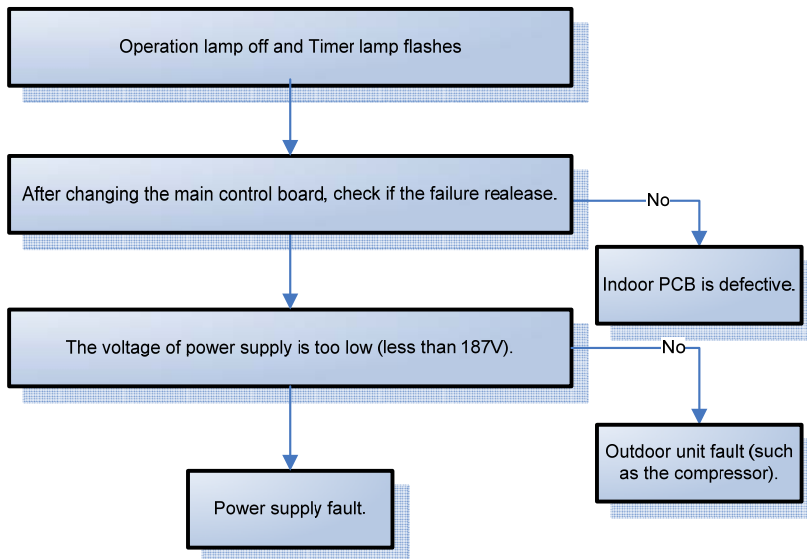 Operation lamp off and Timer lamp flashes
After changing the main control board, check if the failure realease.
No
Indoor PCB is defective.
The voltage of power supply is too low (less than 187V).
No
Outdoor unit fault (such
as the compressor).
Power supply fault.